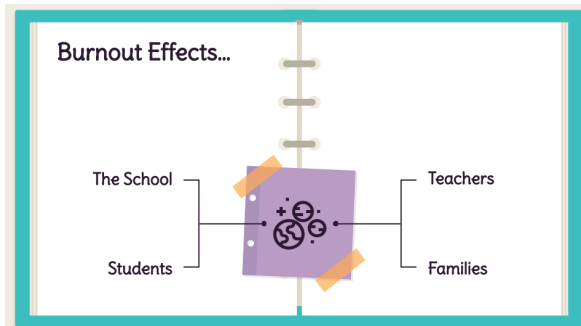 Burnout Effects...
The School
Students
Teachers
Families